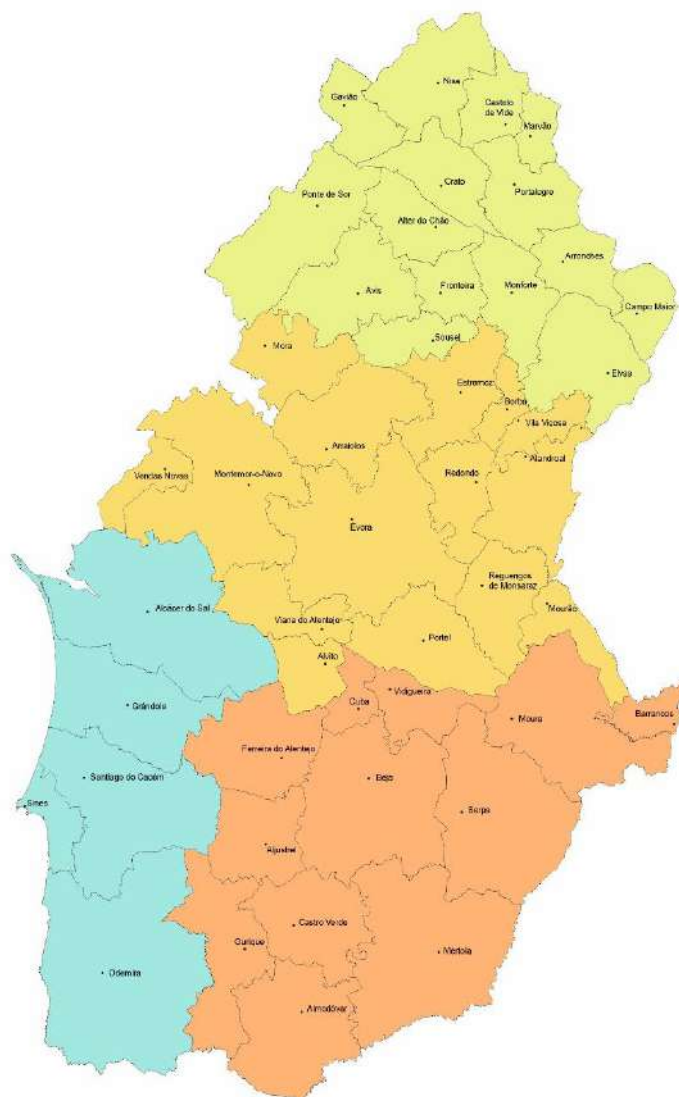 Nisa
Gavião
Castelo
de Vide
Marvão
Crato
Portalegre
Ponte de Sor
Alter do Chão
Arronches
Avis
Fronteira
Monforte
Campo Maior
Sousel
Mora
Elvas
Estremoz
Borba
Vila Viçosa
Arraiolos
Alandroal
Vendas Novas
Montemor-o-Novo
Redondo
Évora
Reguengos
de Monsaraz
Alcácer do Sal
Mourão
Viana do Alentejo
Portel
Alvito
Vidigueira
Cuba
Grândola
Moura
Barrancos
Ferreira do Alentejo
Santiago do Cacém
Beja
Sines
Serpa
Aljustrel
Castro Verde
Ourique
Mértola
Odemira
Almodôvar